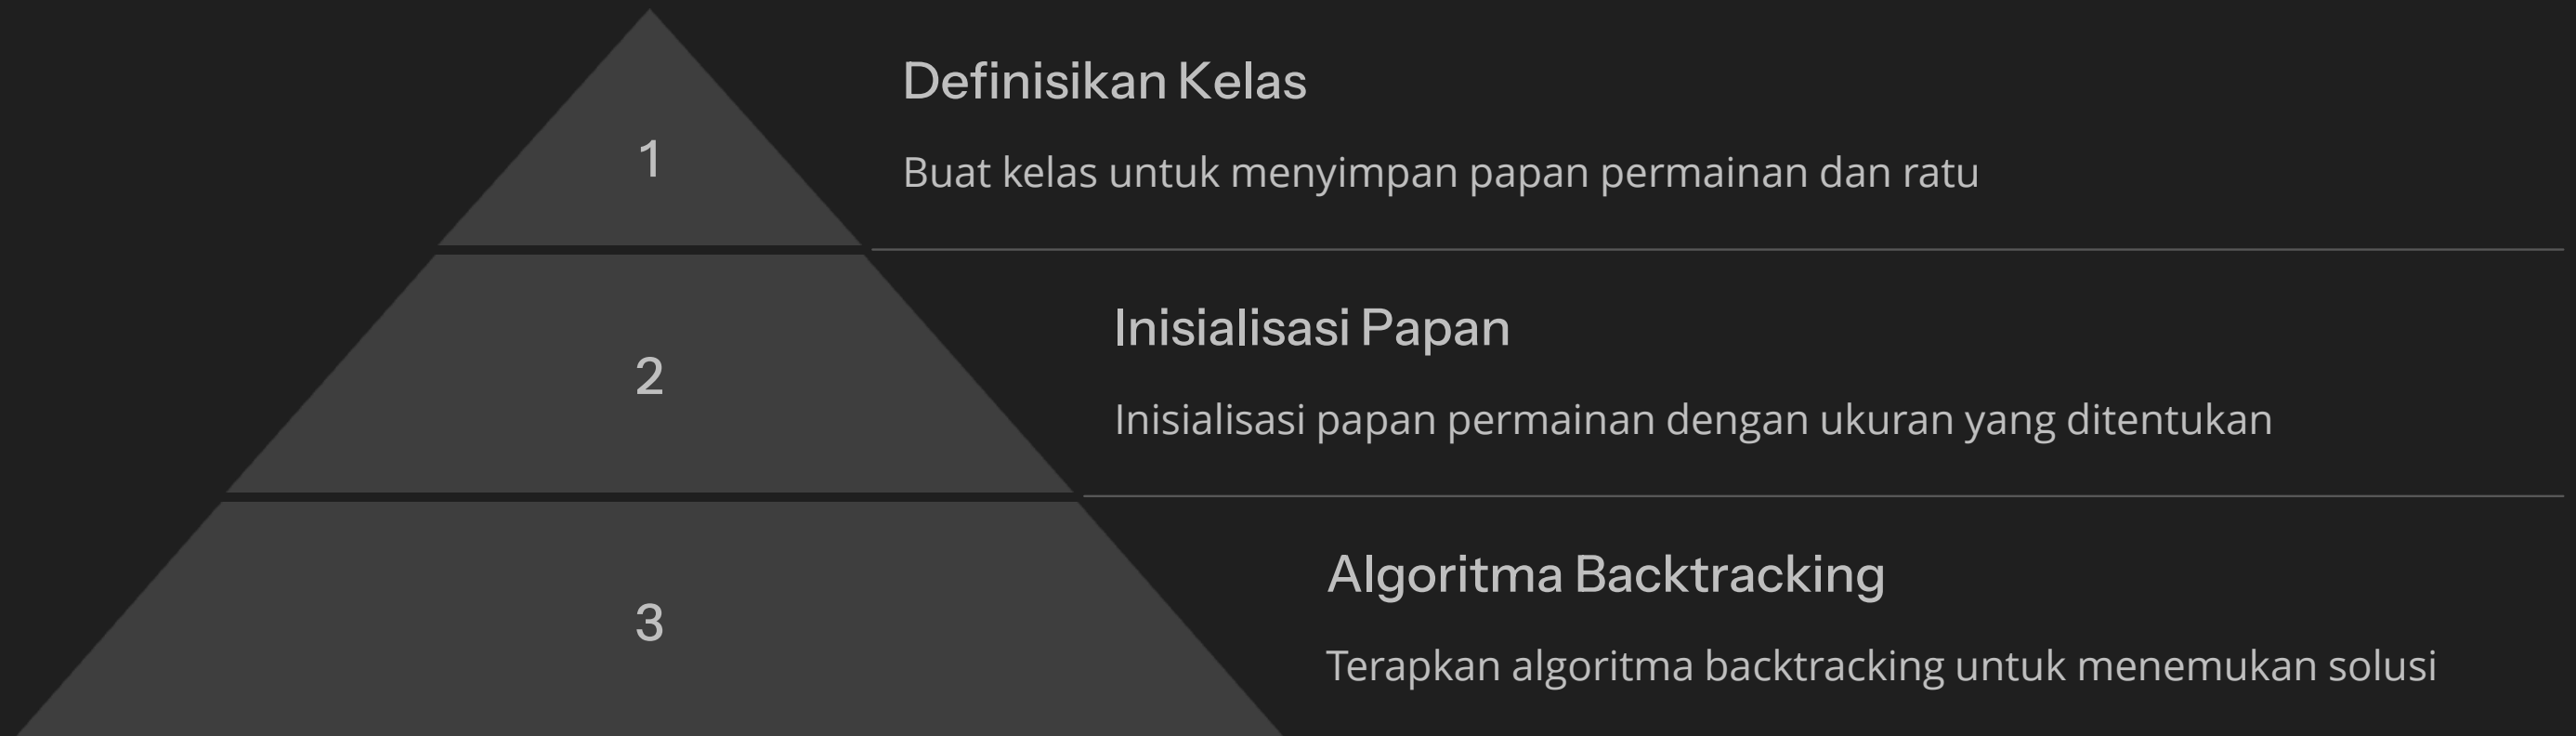 1
Definisikan Kelas
Buat kelas untuk menyimpan papan permainan dan ratu
2
Inisialisasi Papan
Inisialisasi papan permainan dengan ukuran yang ditentukan
3
Algoritma Backtracking
Terapkan algoritma backtracking untuk menemukan solusi